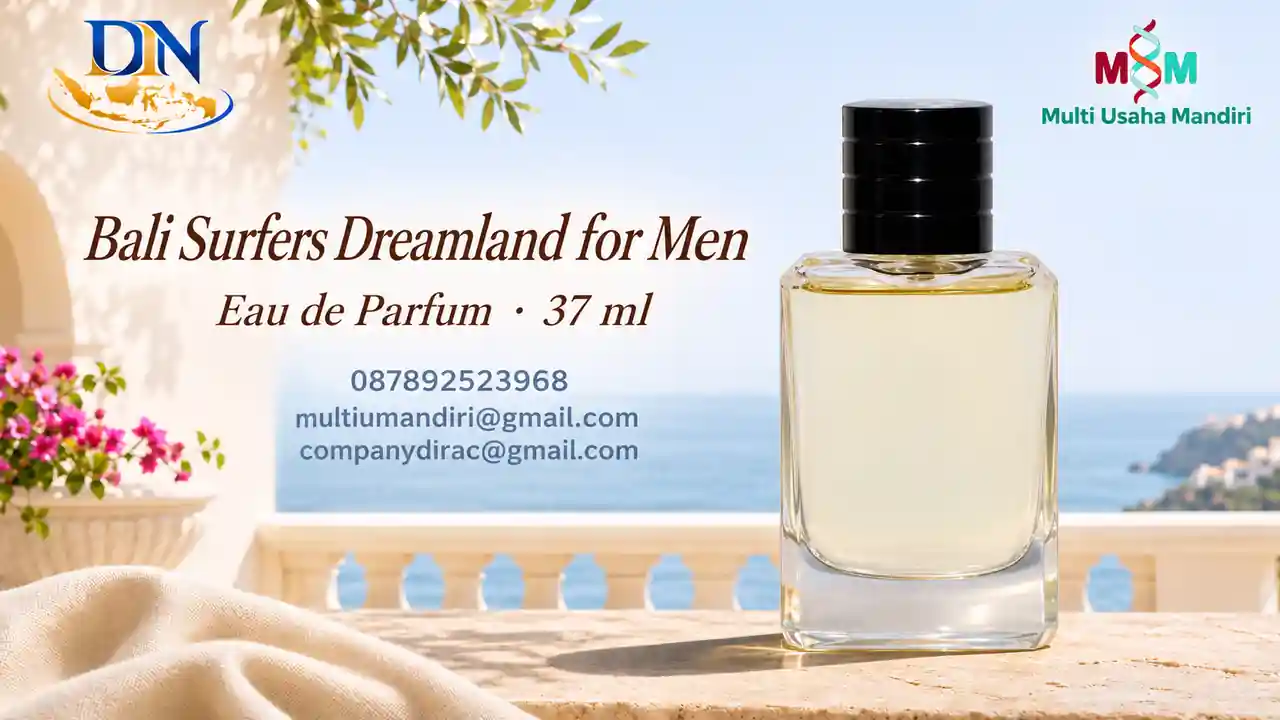 DN
MSM
Multi Usaha Mandiri
Bali Surfers Dreamland for Men
Eau de Parfum · 37 ml
087892523968
multiumandiri@gmail.com
companydirac@gmail.com